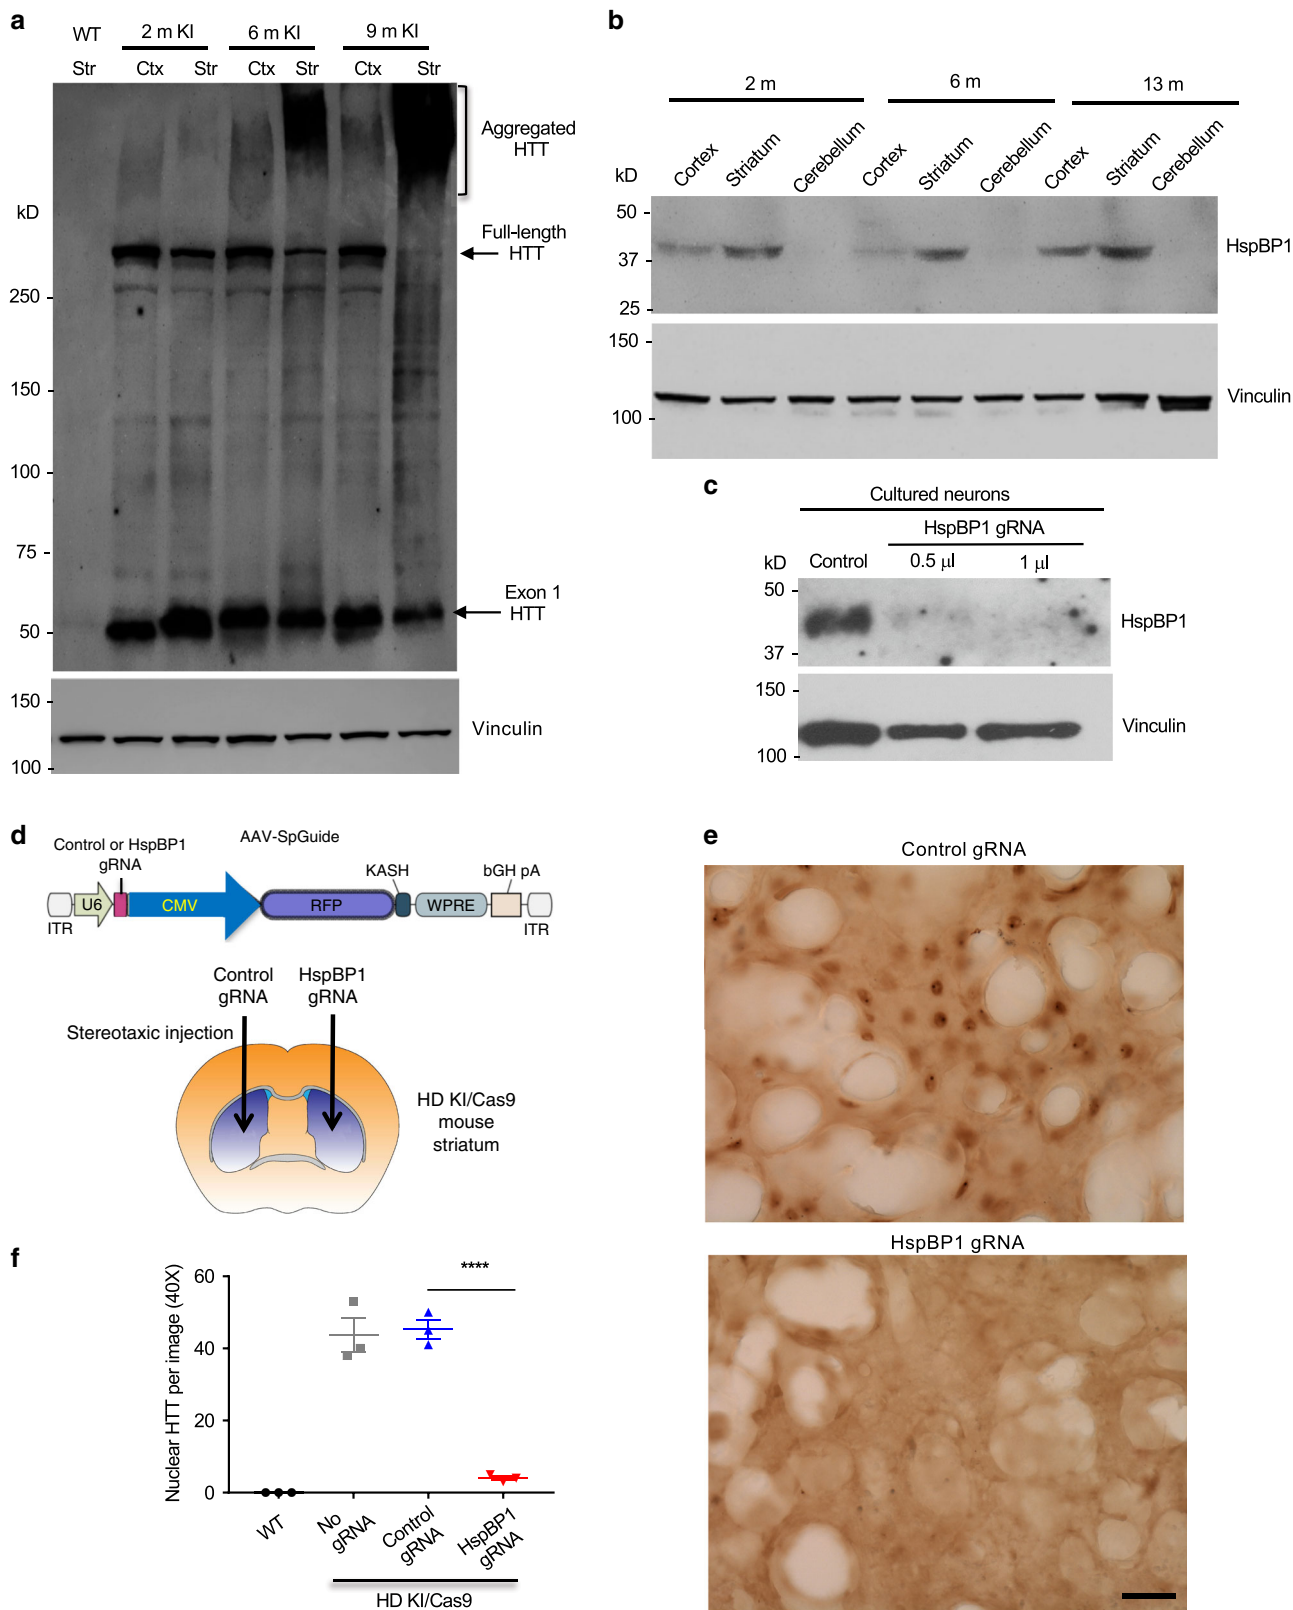 a
WT
2 m KI
6 m KI
9 m KI
Str
Ctx
Str
Ctx
Str
Ctx
Str
Aggregated
HTT
kD
Full-length
HTT
250
150
100
75
Exon 1
HTT
50
150
Vinculin
100
b
2 m
6 m
13 m
Cortex
Striatum
Cerebellum
Cortex
Striatum
Cerebellum
Cortex
Striatum
Cerebellum
kD
50
HspBP1
37
25
150
Vinculin
100
c
Cultured neurons
HspBP1 gRNA
kD
Control
0.5 µl
1 µl
50
HspBP1
37
150
Vinculin
100
d
AAV-SpGuide
Control or HspBP1
gRNA
KASH
bGH pA
U6
CMV
RFP
WPRE
ITR
ITR
Control
gRNA
HspBP1
gRNA
Stereotaxic injection
HD KI/Cas9
mouse
striatum
e
Control gRNA
HspBP1 gRNA
f
Nuclear HTT per image (40X)
60
40
20
0
****
WT
No
gRNA
Control
gRNA
HspBP1
gRNA
HD KI/Cas9